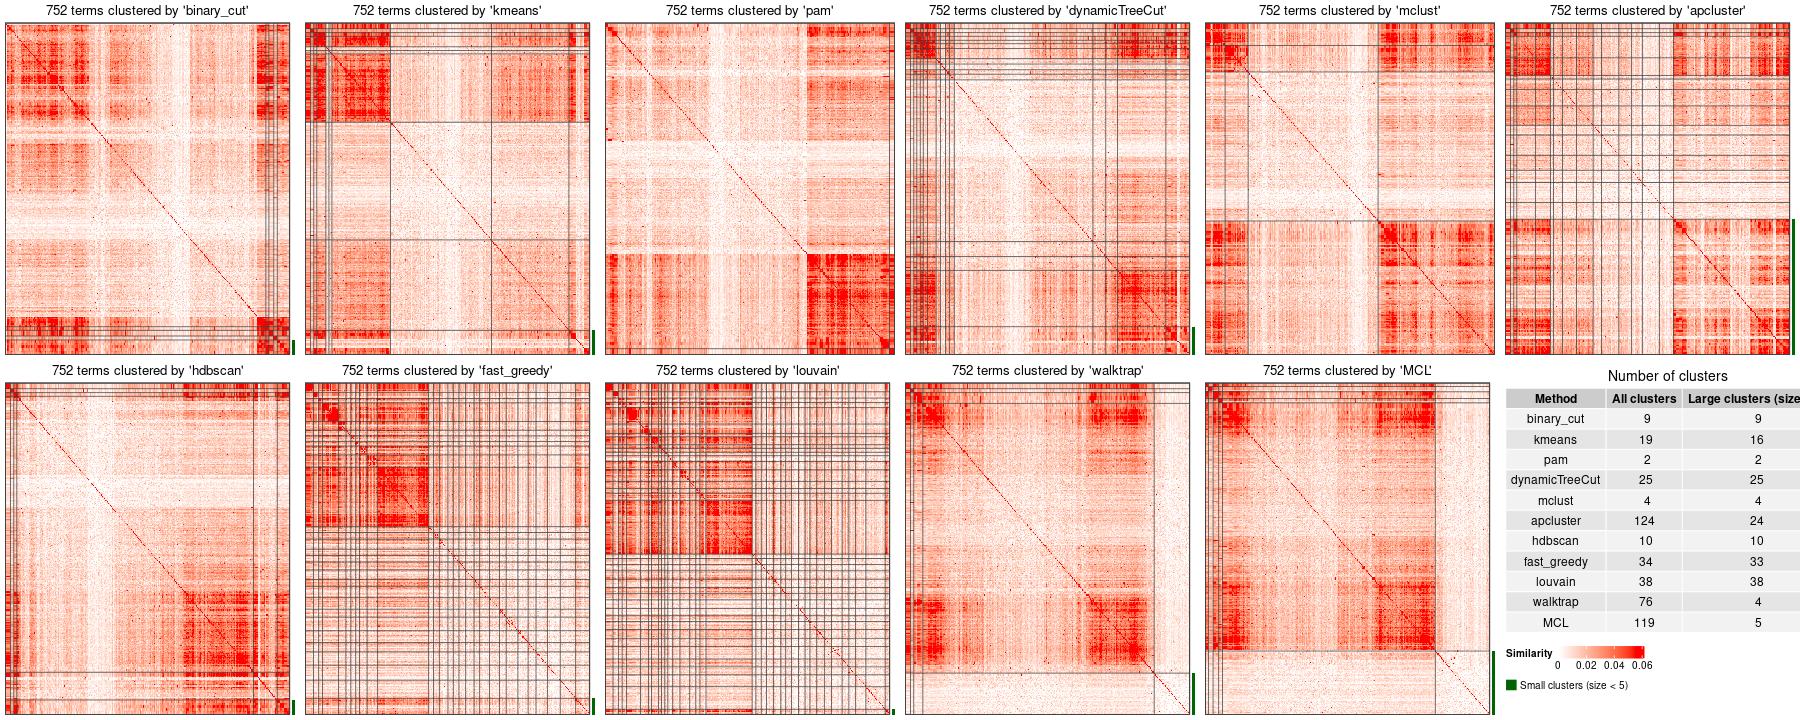 752 terms clustered by 'binary_cut'
752 terms clustered by 'kmeans'
752 terms clustered by 'pam'
752 terms clustered by 'dynamicTreeCut'
752 terms clustered by 'mclust'
752 terms clustered by 'apcluster'
752 terms clustered by 'hdbscan'
752 terms clustered by 'fast_greedy'
752 terms clustered by 'louvain'
752 terms clustered by 'walktrap'
752 terms clustered by 'MCL'
Number of clusters
Method All clusters Large clusters (size
binary_cut 9 9
kmeans 19 16
pam 2 2
dynamicTreeCut 25 25
mclust 4 4
apcluster 124 24
hdbscan 10 10
fast_greedy 34 33
louvain 38 38
walktrap 76 4
MCL 119 5
Similarity
0 0.02 0.04 0.06
Small clusters (size < 5)